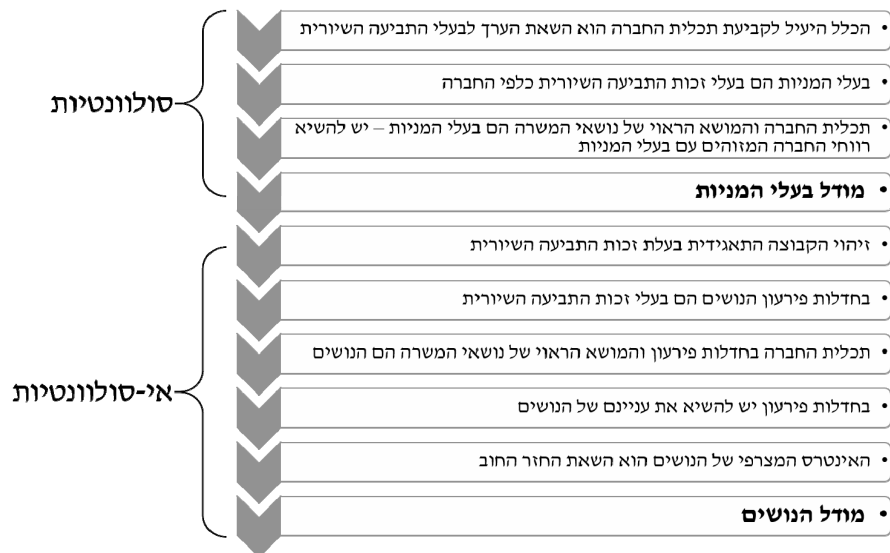 סולוונטיות
• הכלל היעיל לקביעת תכלית החברה הוא השאת הערך לבעלי התביעה השיורית
• בעלי המניות הם בעלי זכות התביעה השיורית כלפי החברה
• תכלית החברה והמושא הראוי של נושאי המשרה הם בעלי המניות – יש להשיא
רווחי החברה המזוהים עם בעלי המניות
• מודל בעלי המניות
אי-סולוונטיות
• זיהוי הקבוצה התאגידית בעלת זכות התביעה השיורית
• בחדלות פירעון הנושים הם בעלי זכות התביעה השיורית
• תכלית החברה בחדלות פירעון והמושא הראוי של נושאי המשרה הם הנושים
• בחדלות פירעון יש להשיא את עניינם של הנושים
• האינטרס המצרפי של הנושים הוא השאת החזר החוב
• מודל הנושים